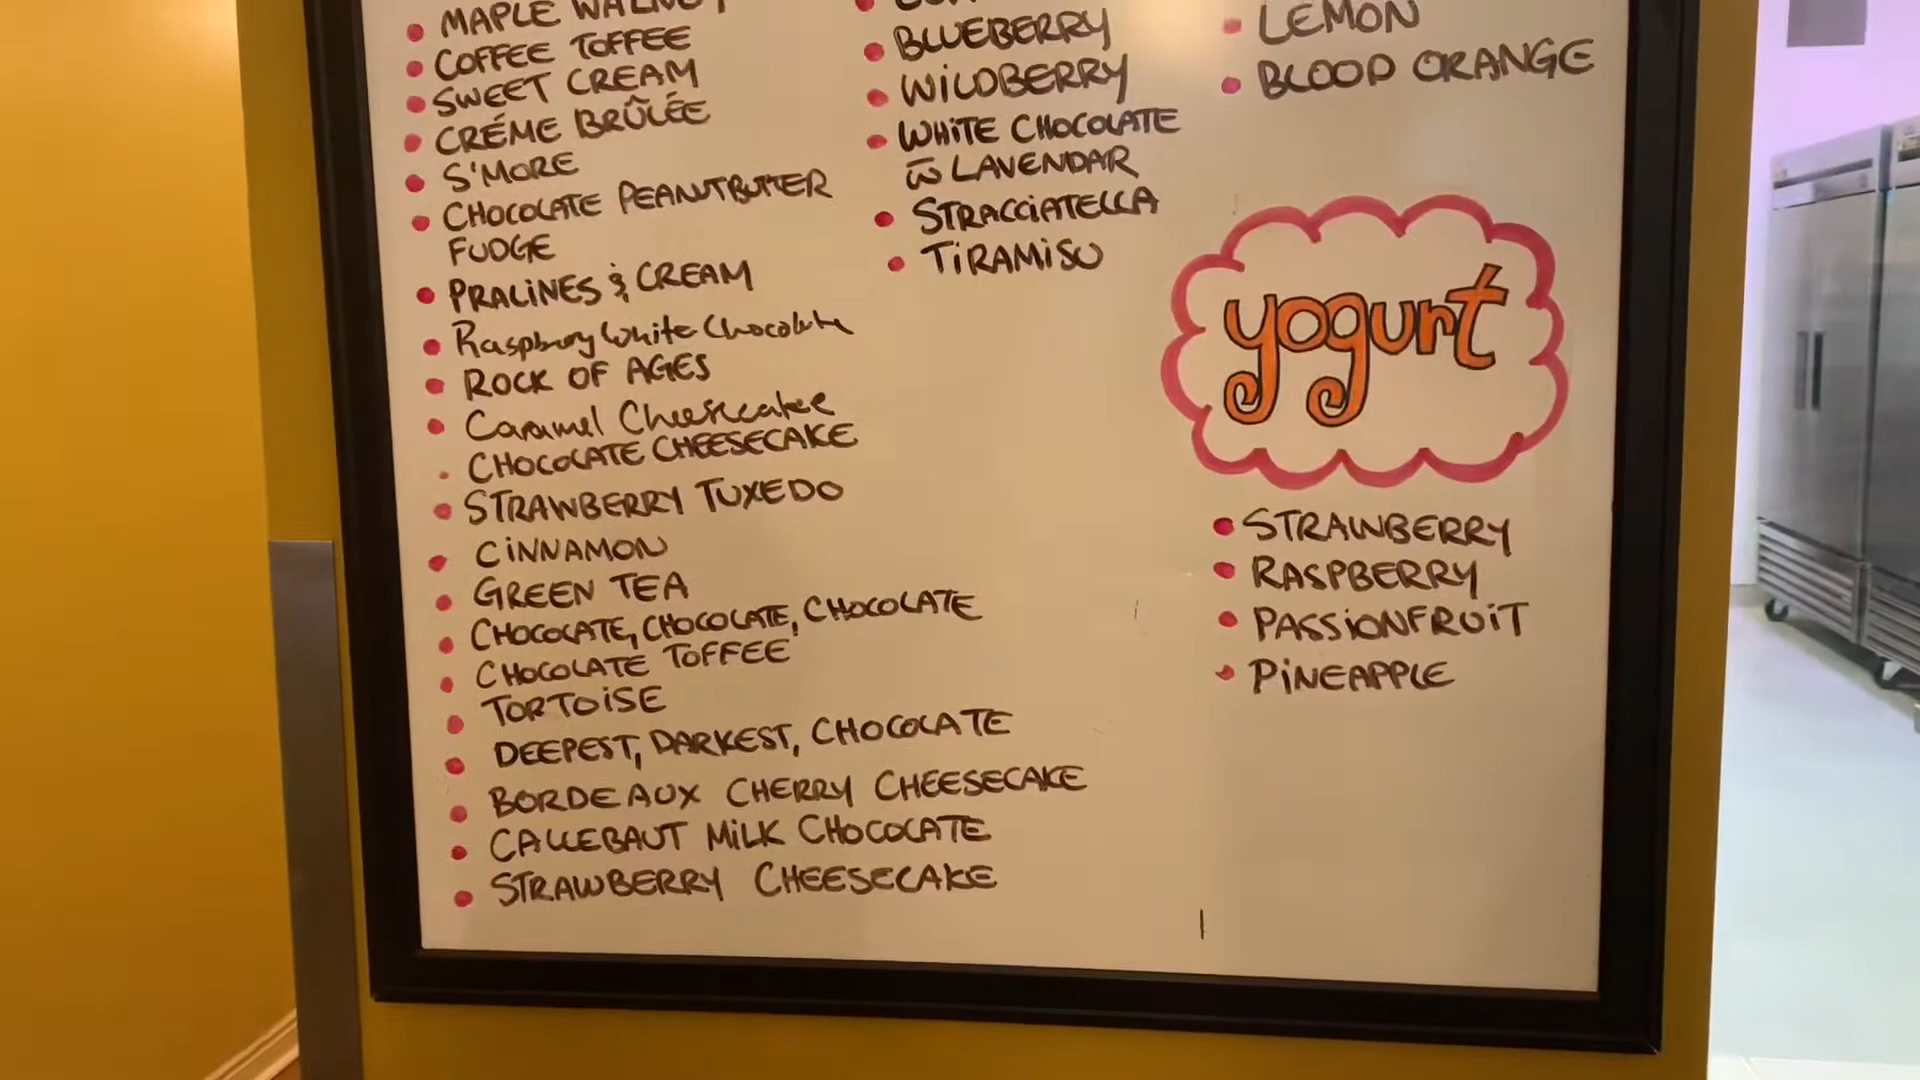 MAPLE WALNUT
COFFEE TOFFEE
SWEET CREAM
CRÉME BRÛLÉE
S'MORE
CHOCOLATE PEANUTBUTTER
FUDGE
PRALINES & CREAM
Raspbury White Chocolate
ROCK OF AGES
Caramel Cheesecake
CHOCOLATE CHEESECAKE
STRAWBERRY TUXEDO
CINNAMON
GREEN TEA
CHOCOLATE, CHOCOLATE, CHOCOLATE
CHOCOLATE TOFFEE
TORTOISE
DEEPEST, DARKEST, CHOCOLATE
BORDEAUX CHERRY CHEESECAKE
CALLEBAUT MILK CHOCOLATE
STRAWBERRY CHEESECAKE
BLUEBERRY
WILDBERRY
WHITE CHOCOLATE
w̄ LAVENDAR
STRACCIATELLA
TIRAMISU
LEMON
BLOOD ORANGE
yogurt
STRAWBERRY
RASPBERRY
PASSIONFRUIT
PINEAPPLE